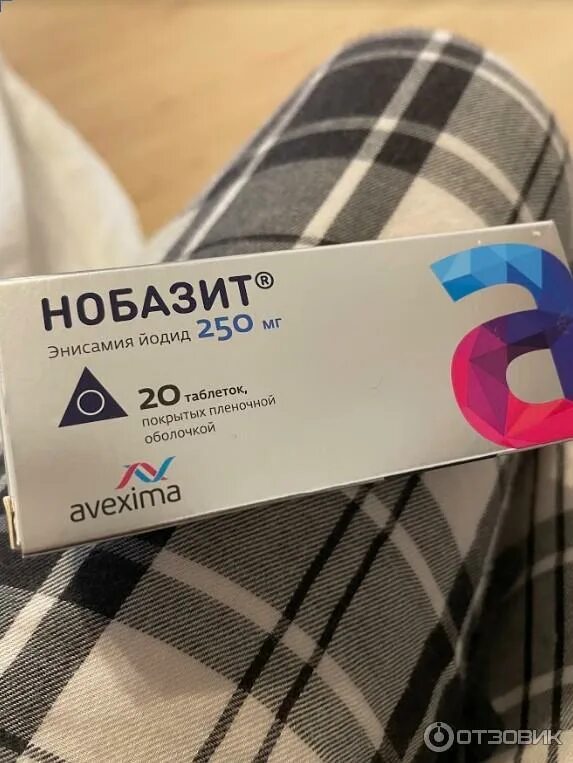 НОБАЗИТ®
Энисамия йодид 250 мг
20 таблеток,
покрытых пленочной
оболочкой
avexima
ОТЗОВИК